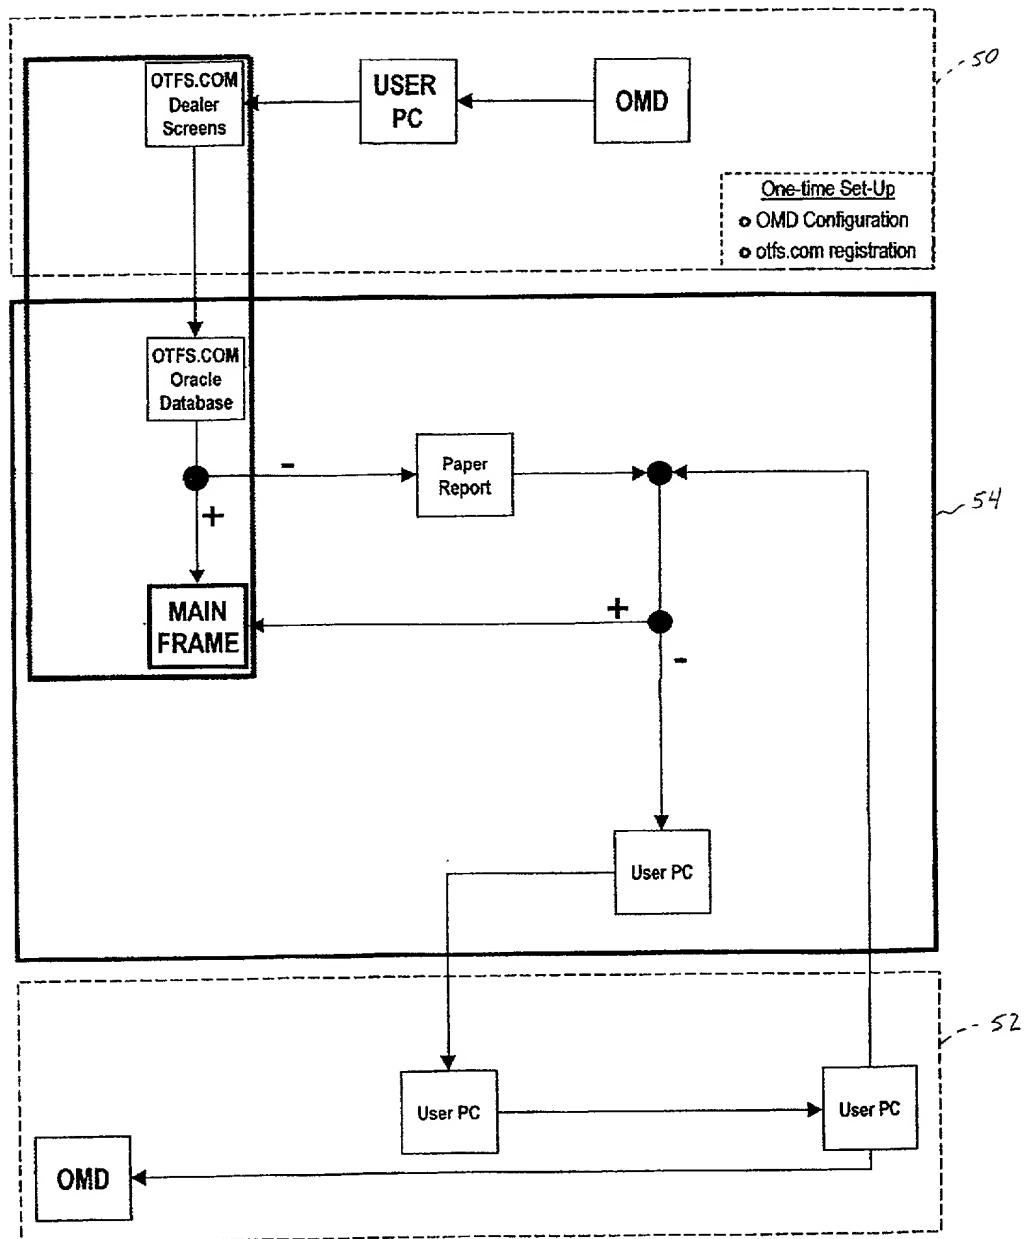 OTFS.COM
Dealer
Screens
USER
PC
OMD
50
One-time Set-Up
OMD Configuration
otfs.com registration
OTFS.COM
Oracle
Database
-
Paper
Report
54
+
MAIN
FRAME
+
-
User PC
52
User PC
User PC
OMD